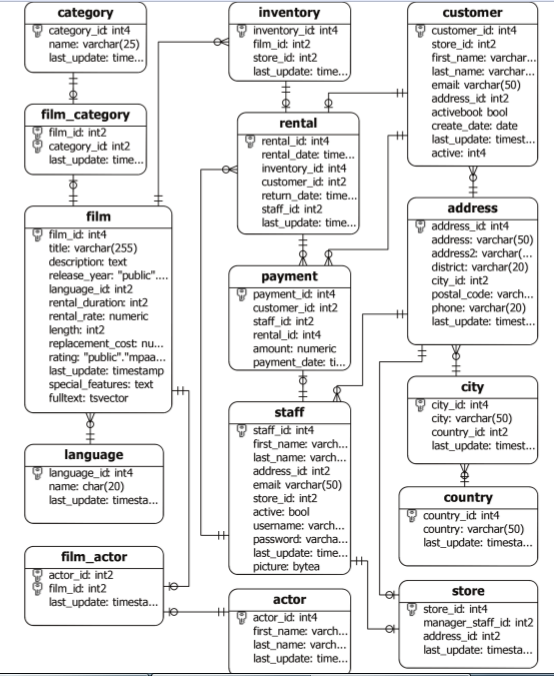 category
category_id: int4
name: varchar(25)
last_update: time...
film_category
film_id: int2
category_id: int2
last_update: time...
film
film_id: int4
title: varchar(255)
description: text
release_year: "public"....
language_id: int2
rental_duration: int2
rental_rate: numeric
length: int2
replacement_cost: nu...
rating: "public"."mpaa...
last_update: timestamp
special_features: text
fulltext: tsvector
language
language_id: int4
name: char(20)
last_update: timesta...
film_actor
actor_id: int2
film_id: int2
last_update: timesta...
inventory
inventory_id: int4
film_id: int2
store_id: int2
last_update: time...
rental
rental_id: int4
rental_date: time...
inventory_id: int4
customer_id: int2
return_date: time...
staff_id: int2
last_update: time...
payment
payment_id: int4
customer_id: int2
staff_id: int2
rental_id: int4
amount: numeric
payment_date: ti...
staff
staff_id: int4
first_name: varch...
last_name: varch...
address_id: int2
email: varchar(50)
store_id: int2
active: bool
username: varch...
password: varcha...
last_update: time...
picture: bytea
actor
actor_id: int4
first_name: varch...
last_name: varch...
last_update: time...
customer
customer_id: int4
store_id: int2
first_name: varchar...
last_name: varchar...
email: varchar(50)
address_id: int2
activebool: bool
create_date: date
last_update: timest...
active: int4
address
address_id: int4
address: varchar(50)
address2: varchar(...
district: varchar(20)
city_id: int2
postal_code: varch...
phone: varchar(20)
last_update: timest...
city
city_id: int4
city: varchar(50)
country_id: int2
last_update: timest...
country
country_id: int4
country: varchar(50)
last_update: timesta...
store
store_id: int4
manager_staff_id: int2
address_id: int2
last_update: timesta...